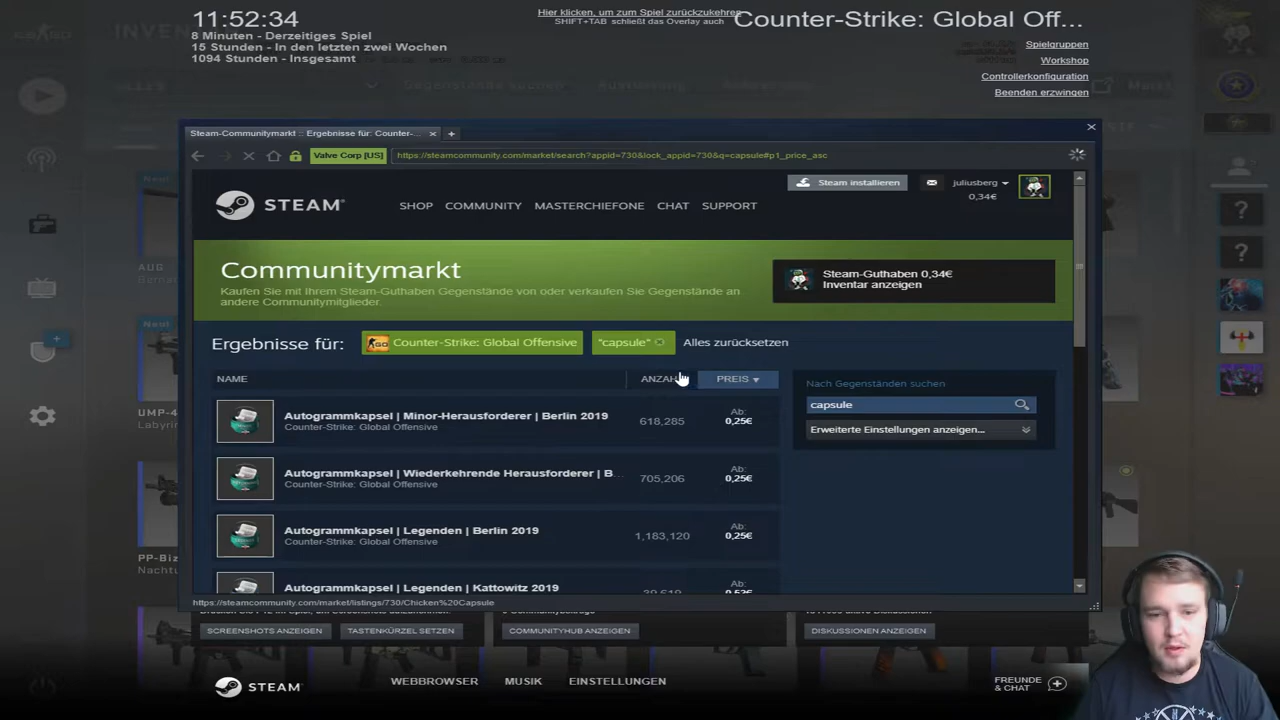 11:52:34
8 Minuten - Derzeitiges Spiel
15 Stunden - In den letzten zwei Wochen
1094 Stunden - Insgesamt
Hier klicken, um zum Spiel zurückzukehren
SHIFT+TAB schließt das Overlay auch
Counter-Strike: Global Off...
Spielgruppen
Workshop
Controllerkonfiguration
Beenden erzwingen
Steam-Communitymarkt :: Ergebnisse für: Counter-...
Valve Corp [US]
https://steamcommunity.com/market/search?appid=730&lock_appid=730&q=capsule#p1_price_asc
Steam installieren
juliusberg
0,34€
STEAM
SHOP
COMMUNITY
MASTERCHIEFONE
CHAT
SUPPORT
Communitymarkt
Kaufen Sie mit Ihrem Steam-Guthaben Gegenstände von oder verkaufen Sie Gegenstände an
andere Communitymitglieder.
Steam-Guthaben 0,34€
Inventar anzeigen
Ergebnisse für:
Counter-Strike: Global Offensive
"capsule"
Alles zurücksetzen
NAME
PREIS
Nach Gegenständen suchen
capsule
Erweiterte Einstellungen anzeigen...
Autogrammkapsel | Minor-Herausforderer | Berlin 2019
Counter-Strike: Global Offensive
618,285
Ab:
0,25€
Autogrammkapsel | Wiederkehrende Herausforderer | B...
Counter-Strike: Global Offensive
705,206
Ab:
0,25€
Autogrammkapsel | Legenden | Berlin 2019
Counter-Strike: Global Offensive
1,183,120
Ab:
0,25€
Autogrammkapsel | Legenden | Kattowitz 2019
https://steamcommunity.com/market/listings/730/Chicken%20Capsule
SCREENSHOTS ANZEIGEN
TASTENKÜRZEL SETZEN
COMMUNITYHUB ANZEIGEN
DISKUSSIONEN ANZEIGEN
STEAM
WEBBROWSER
MUSIK
EINSTELLUNGEN
FREUNDE
& CHAT
Neu!
AUG
Neu!
UMP-4
Labyrin
PP-Biz